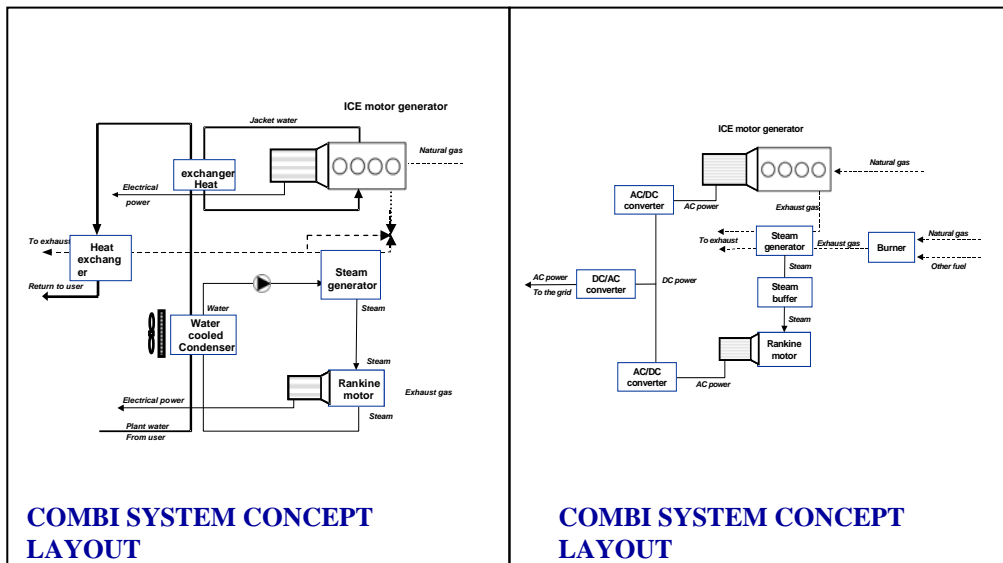 ICE motor generator
Jacket water
Natural gas
exchanger
Heat
Electrical
power
To exhaust
Heat
exchang
er
Return to user
Steam
generator
Water
Steam
Water
cooled
Condenser
Steam
Rankine
motor
Exhaust gas
Electrical power
Steam
Plant water
From user
COMBI SYSTEM CONCEPT
LAYOUT
ICE motor generator
Natural gas
AC/DC
converter
AC power
Exhaust gas
To exhaust
Steam
generator
Exhaust gas
Burner
Natural gas
Other fuel
Steam
AC power
To the grid
DC/AC
converter
DC power
Steam
buffer
Steam
Rankine
motor
AC/DC
converter
AC power
COMBI SYSTEM CONCEPT
LAYOUT